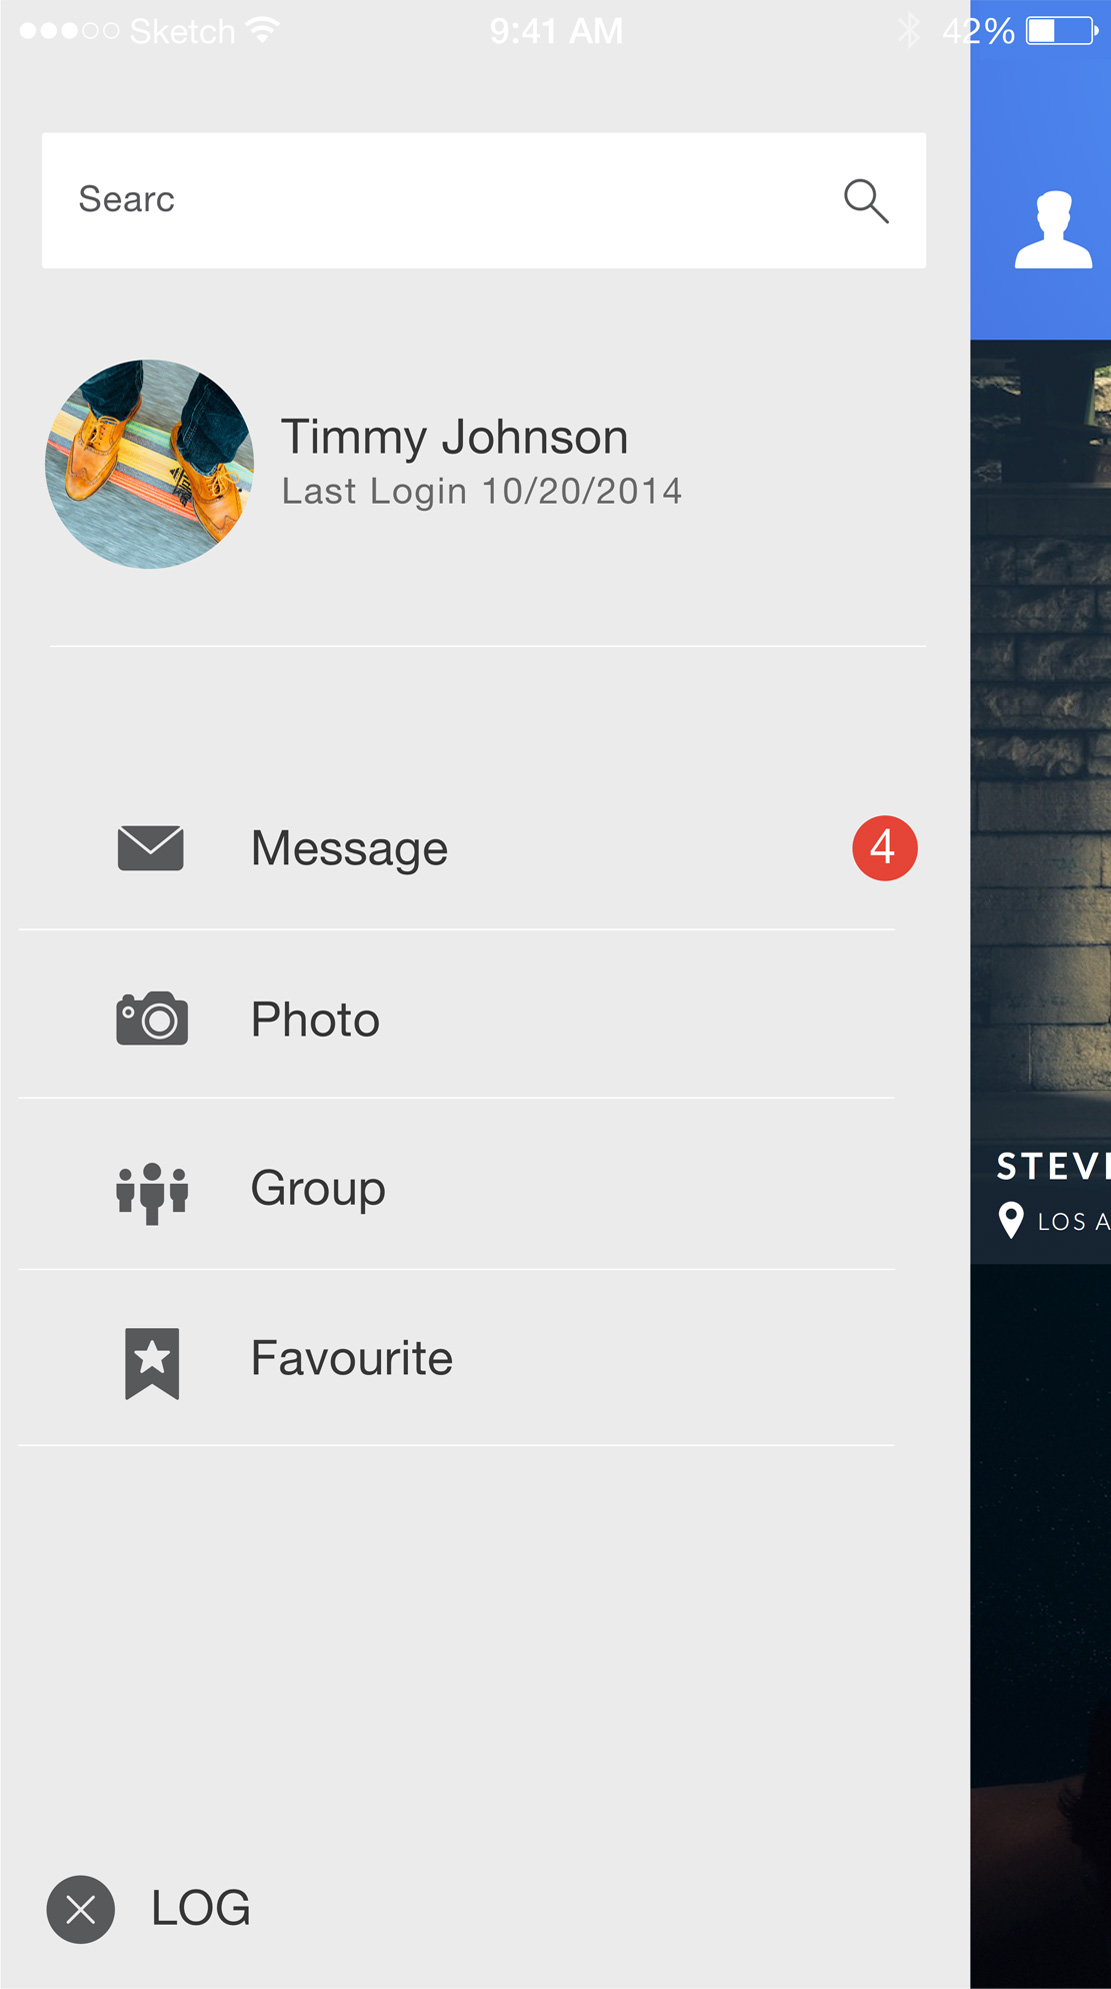 Sketch 9:41 AM 42%
Searc
Timmy Johnson
Last Login 10/20/2014
Message 4
Photo
Group
Favourite
STEV
LOS A
LOG